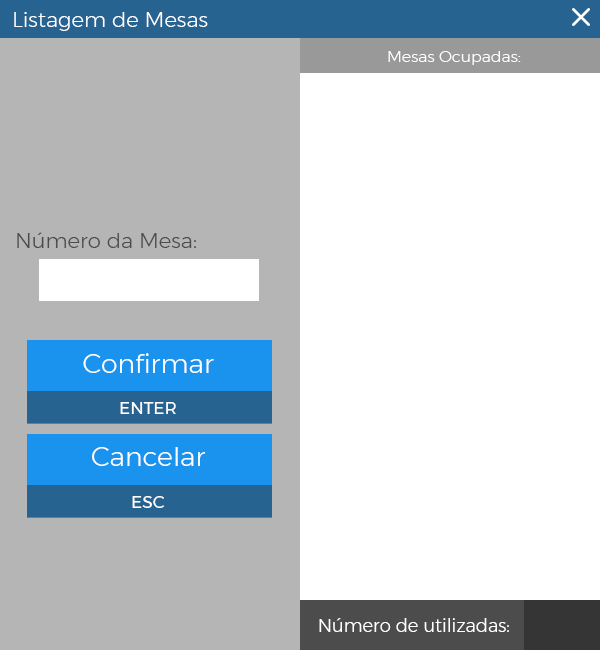 Listagem de Mesas
Mesas Ocupadas:
Número da Mesa:
Confirmar
ENTER
Cancelar
ESC
Número de utilizadas: